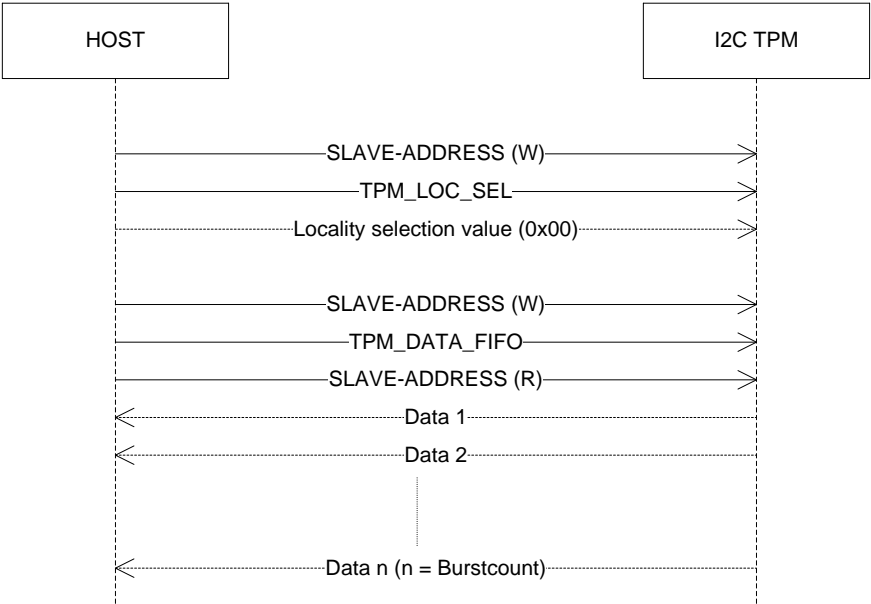 HOST
I2C TPM
SLAVE-ADDRESS (W)
TPM_LOC_SEL
Locality selection value (0x00)
SLAVE-ADDRESS (W)
TPM_DATA_FIFO
SLAVE-ADDRESS (R)
Data 1
Data 2
Data n (n = Burstcount)